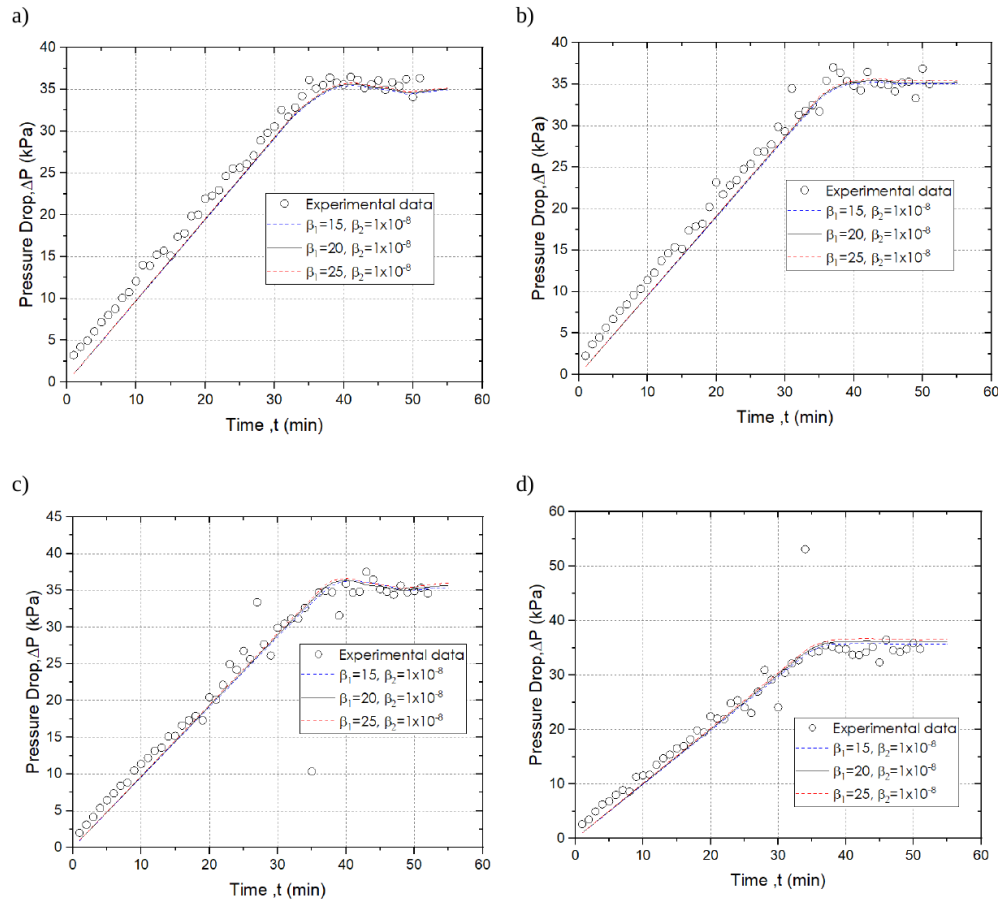 a)
40
35
30
25
20
15
10
5
0
Pressure Drop,ΔP (kPa)
Experimental data
β₁=15, β₂=1x10⁻⁸
β₁=20, β₂=1x10⁻⁸
β₁=25, β₂=1x10⁻⁸
0 10 20 30 40 50 60
Time ,t (min)
b)
40
35
30
25
20
15
10
5
0
Pressure Drop,ΔP (kPa)
Experimental data
β₁=15, β₂=1x10⁻⁸
β₁=20, β₂=1x10⁻⁸
β₁=25, β₂=1x10⁻⁸
0 10 20 30 40 50 60
Time ,t (min)
c)
45
40
35
30
25
20
15
10
5
0
Pressure Drop,ΔP (kPa)
Experimental data
β₁=15, β₂=1x10⁻⁸
β₁=20, β₂=1x10⁻⁸
β₁=25, β₂=1x10⁻⁸
0 10 20 30 40 50 60
Time ,t (min)
d)
60
50
40
30
20
10
0
Pressure Drop,ΔP (kPa)
Experimental data
β₁=15, β₂=1x10⁻⁸
β₁=20, β₂=1x10⁻⁸
β₁=25, β₂=1x10⁻⁸
0 10 20 30 40 50 60
Time ,t (min)